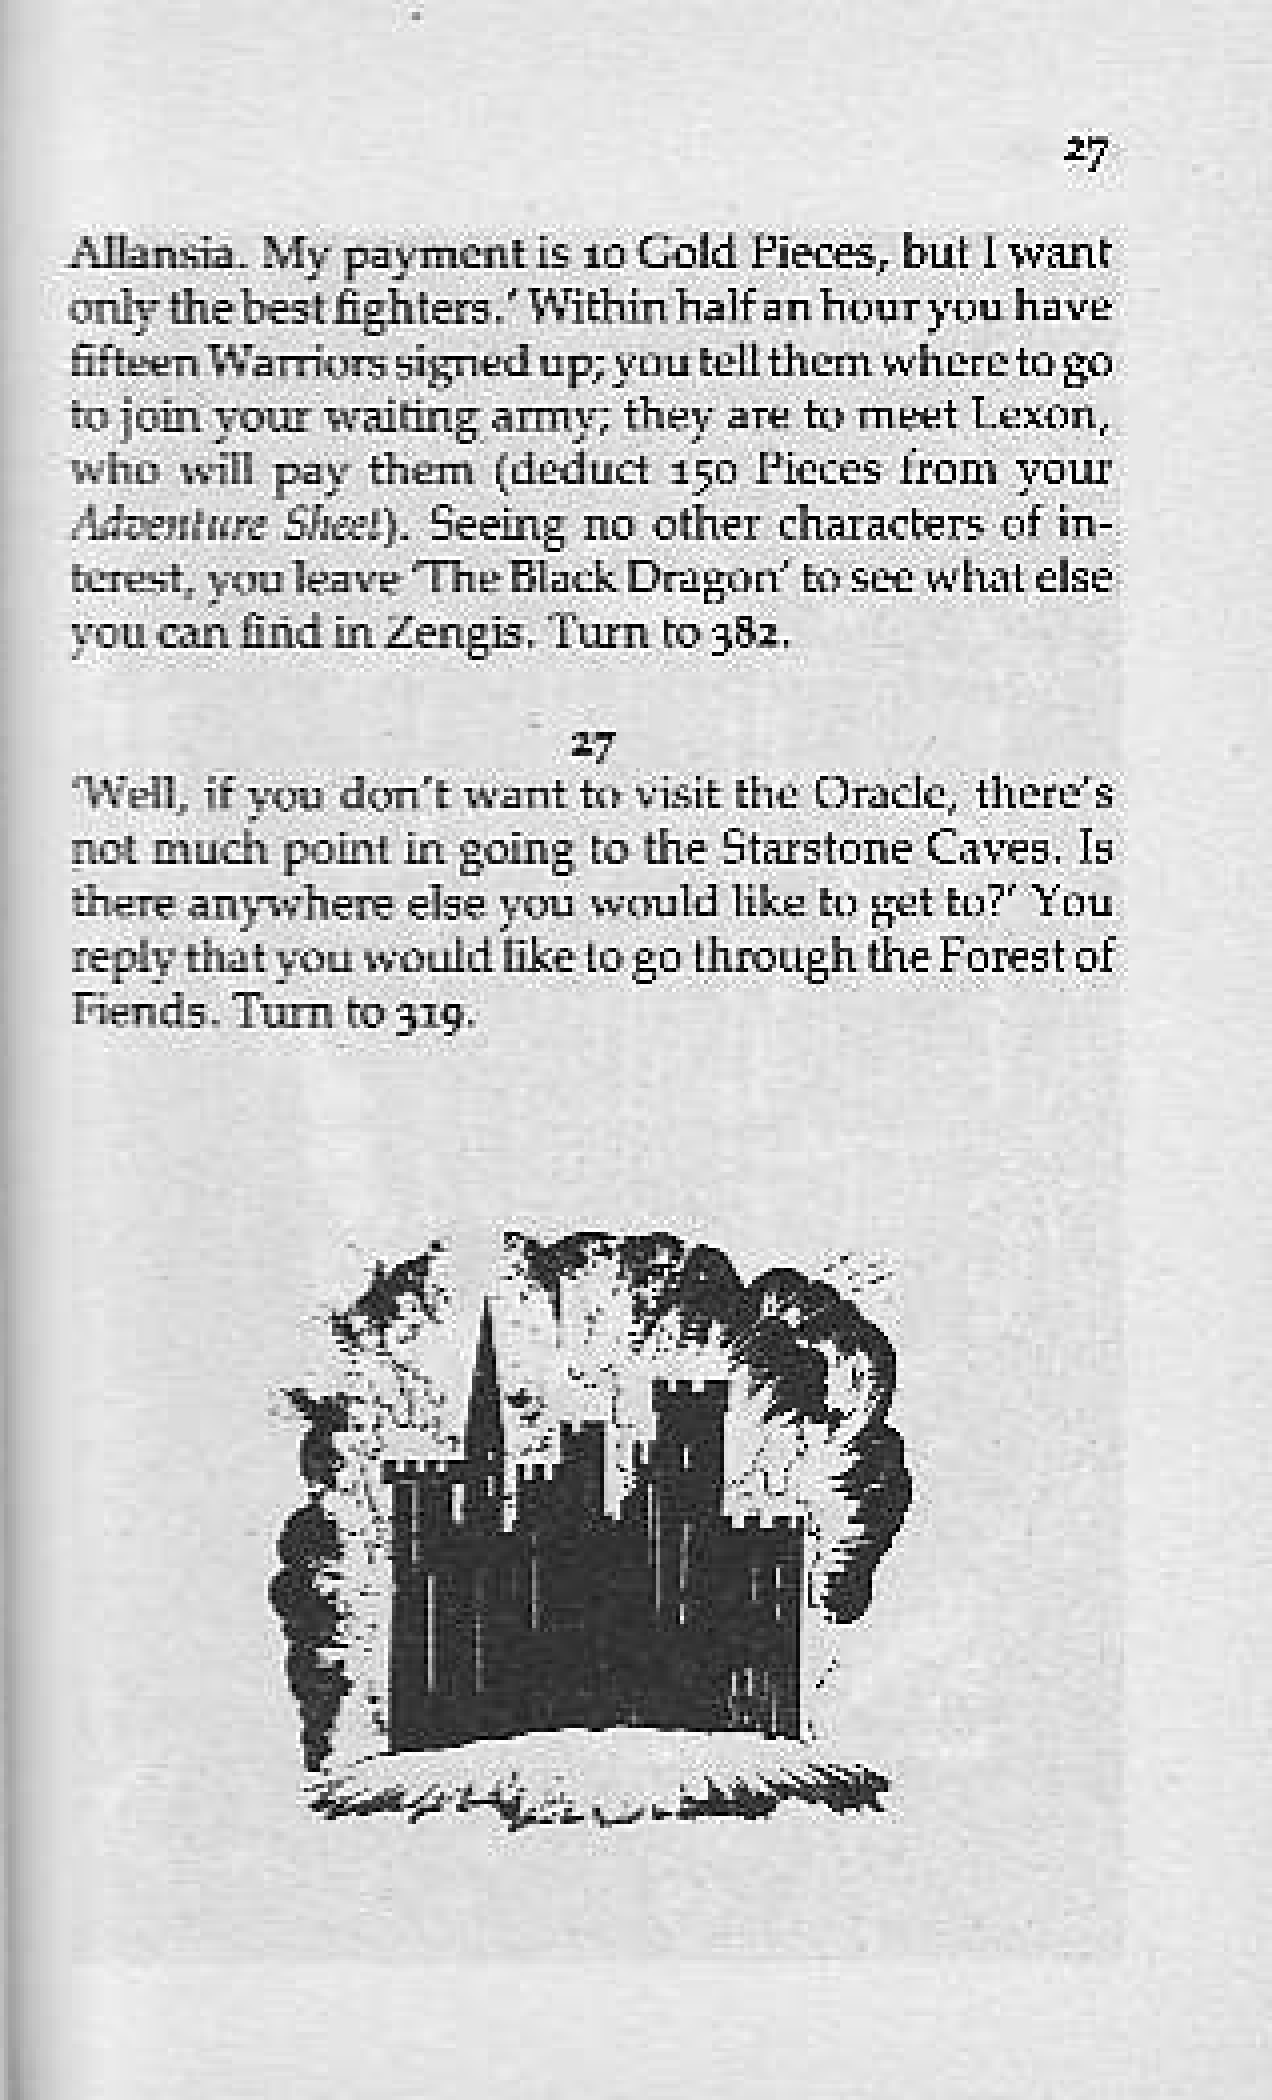 27
Allansia. My payment is 10 Gold Pieces, but I want
only the best fighters.’ Within half an hour you have
fifteen Warriors signed up; you tell them where to go
to join your waiting army; they are to meet Lexon,
who will pay them (deduct 150 Pieces from your
Adventure Sheet). Seeing no other characters of in-
terest, you leave ‘The Black Dragon’ to see what else
you can find in Zengis. Turn to 382.
27
‘Well, if you don’t want to visit the Oracle, there’s
not much point in going to the Starstone Caves. Is
there anywhere else you would like to get to?’ You
reply that you would like to go through the Forest of
Fiends. Turn to 319.